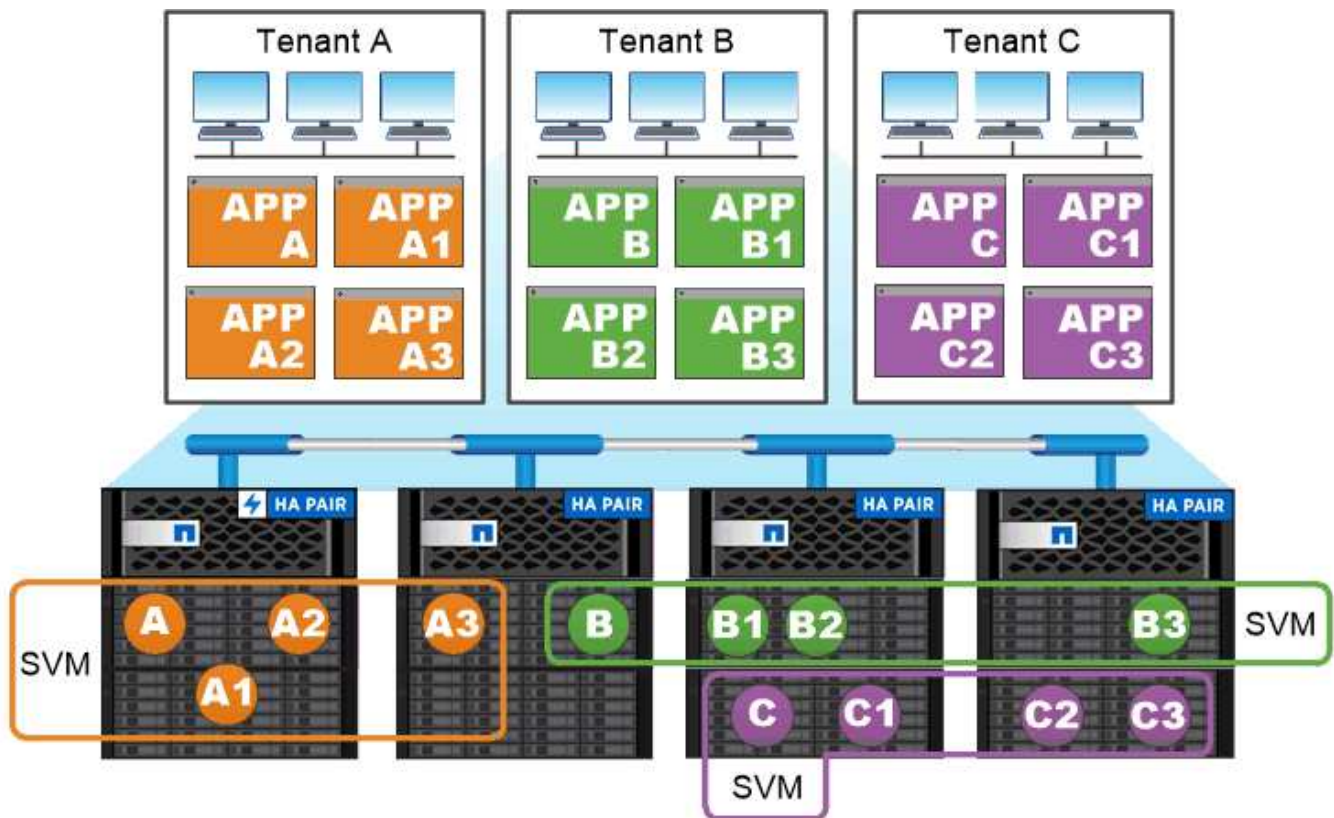 Tenant A
Tenant B
Tenant C
APP
A
APP
A1
APP
B
APP
B1
APP
C
APP
C1
APP
A2
APP
A3
APP
B2
APP
B3
APP
C2
APP
C3
HA PAIR
HA PAIR
HA PAIR
HA PAIR
SVM
A
A2
A1
A3
B
B1
B2
B3
SVM
C
C1
C2
C3
SVM